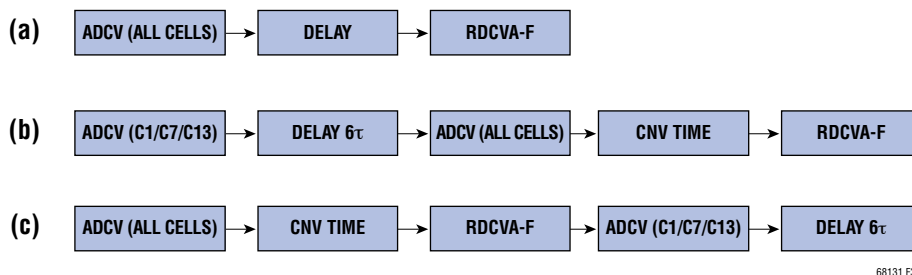 (a) ADCV (ALL CELLS) DELAY RDCVA-F
(b) ADCV (C1/C7/C13) DELAY 6τ ADCV (ALL CELLS) CNV TIME RDCVA-F
(c) ADCV (ALL CELLS) CNV TIME RDCVA-F ADCV (C1/C7/C13) DELAY 6τ